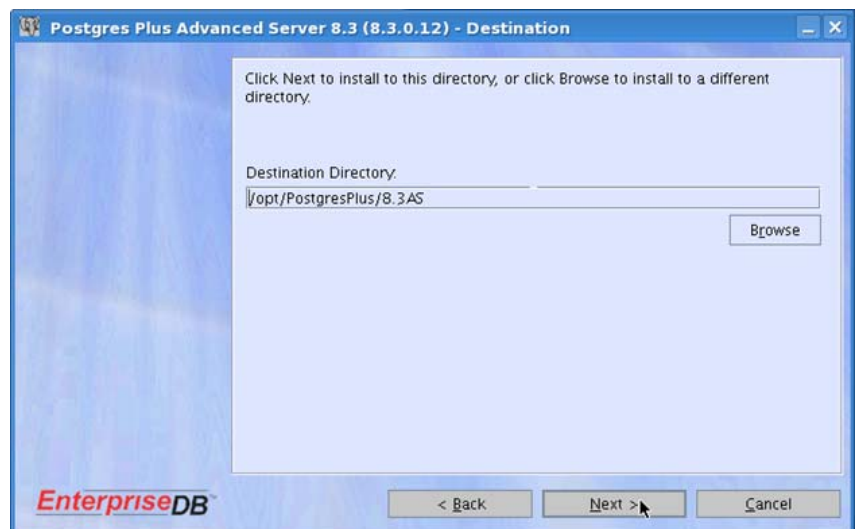 Postgres Plus Advanced Server 8.3 (8.3.0.12) - Destination
Click Next to install to this directory, or click Browse to install to a different
directory.
Destination Directory:
/opt/PostgresPlus/8.3AS
Browse
EnterpriseDB
< Back
Next >
Cancel